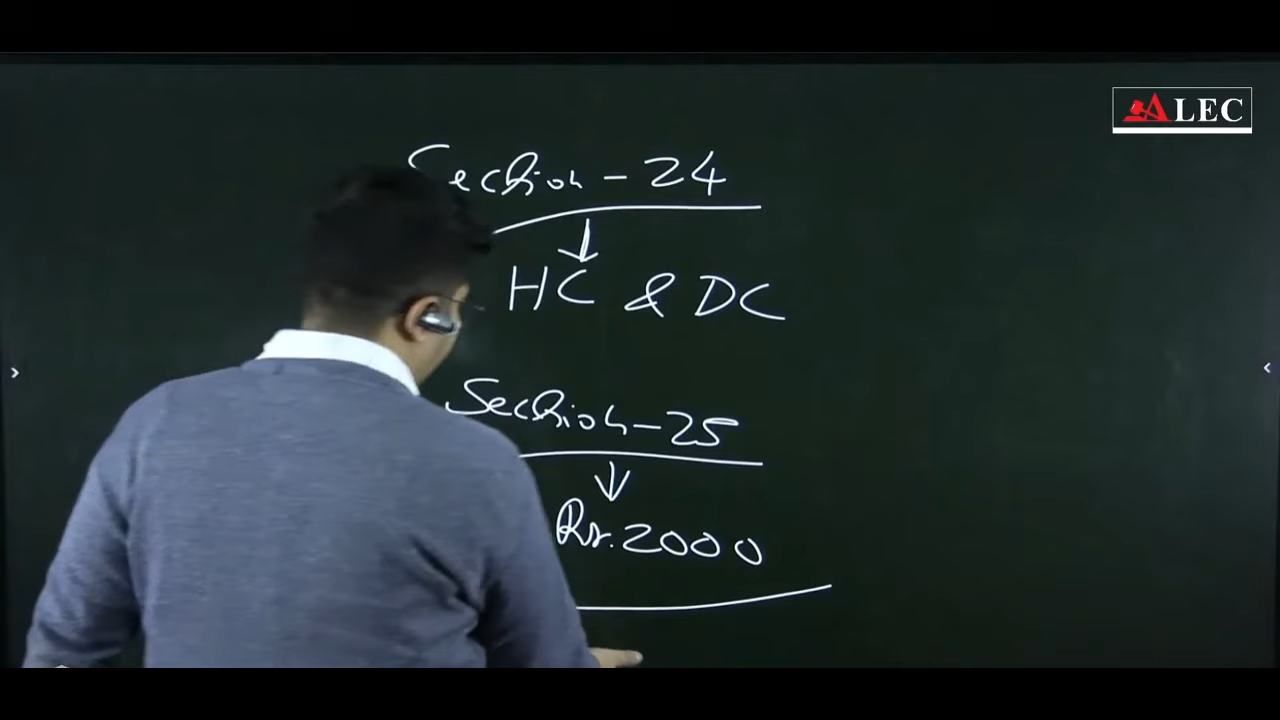 ALEC
Section - 24
HC & DC
Section - 25
Rs. 2000